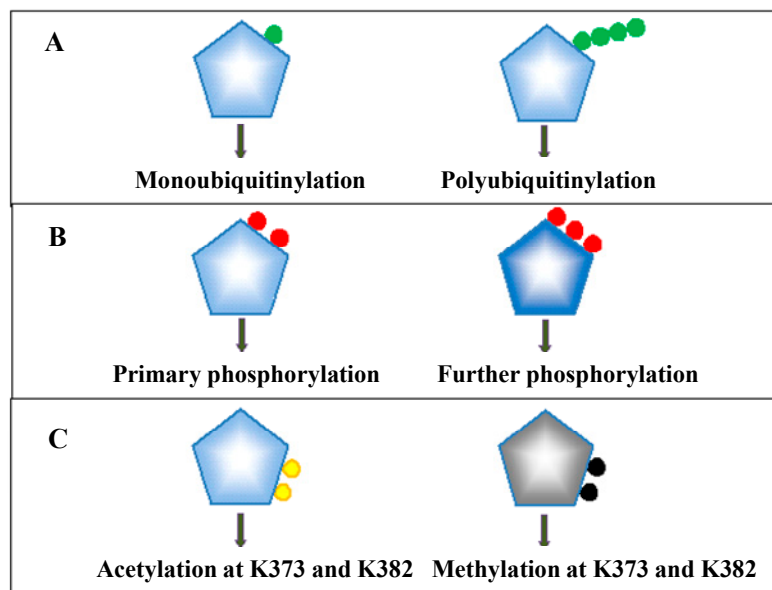 A
Monoubiquitinylation Polyubiquitinylation
B
Primary phosphorylation Further phosphorylation
C
Acetylation at K373 and K382 Methylation at K373 and K382